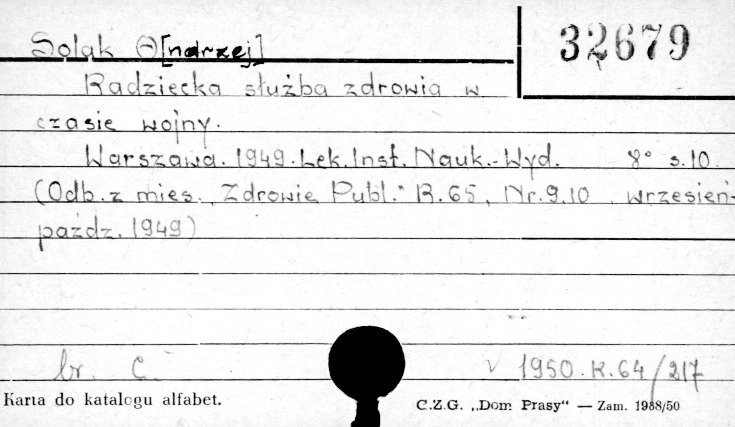 Solak A[ndrzej]
32679
Radziecka służba zdrowia w
czasie wojny.
Warszawa. 1949. Lek. Inst. Nauk.-Wyd. 8° s. 10.
(Odb. z mies. „Zdrowie Publ." R. 65, Nr. 9.10, wrzesień-
paźdz. 1949)
br. C. 1950. K. 64/217
Karta do katalogu alfabet.
C.Z.G. „Dom Prasy“ — Zam. 1988/50